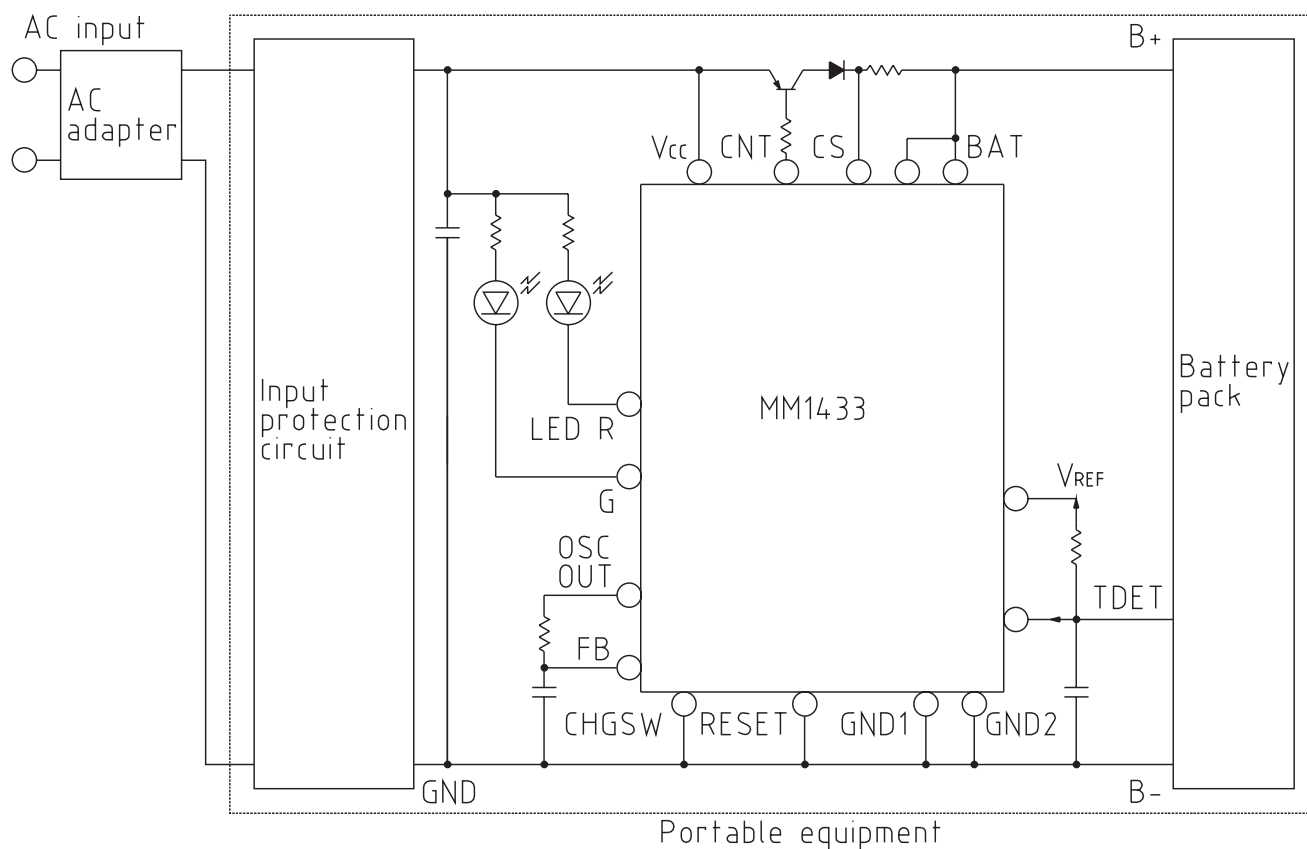 AC input
B+
AC
adapter
Vcc
CNT
CS
BAT
Input
protection
circuit
Battery
pack
MM1433
LED R
G
VREF
OSC
OUT
TDET
FB
CHGSW
RESET
GND1
GND2
GND
B-
Portable equipment